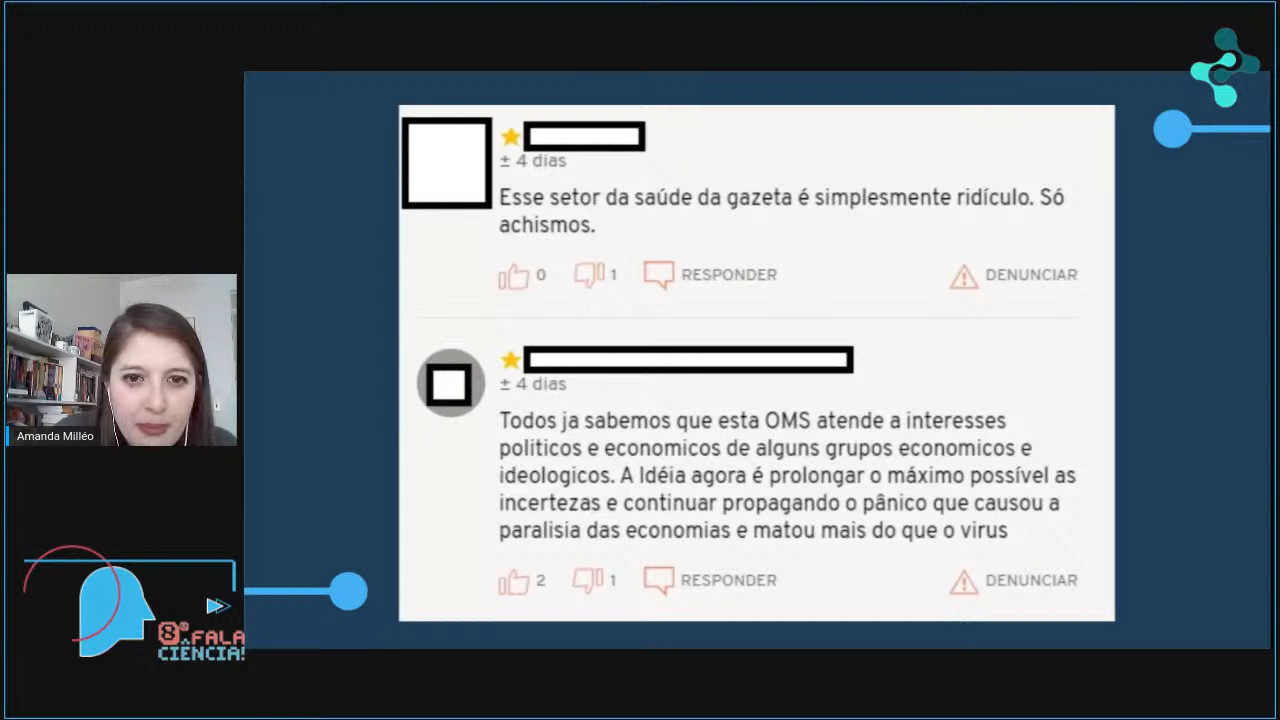 ± 4 dias
Esse setor da saúde da gazeta é simplesmente ridículo. Só
achismos.
0 1 RESPONDER DENUNCIAR
± 4 dias
Todos ja sabemos que esta OMS atende a interesses
politicos e economicos de alguns grupos economicos e
ideologicos. A Idéia agora é prolongar o máximo possível as
incertezas e continuar propagando o pânico que causou a
paralisia das economias e matou mais do que o virus
2 1 RESPONDER DENUNCIAR
Amanda Milléo
8º FALA
CIÊNCIA!